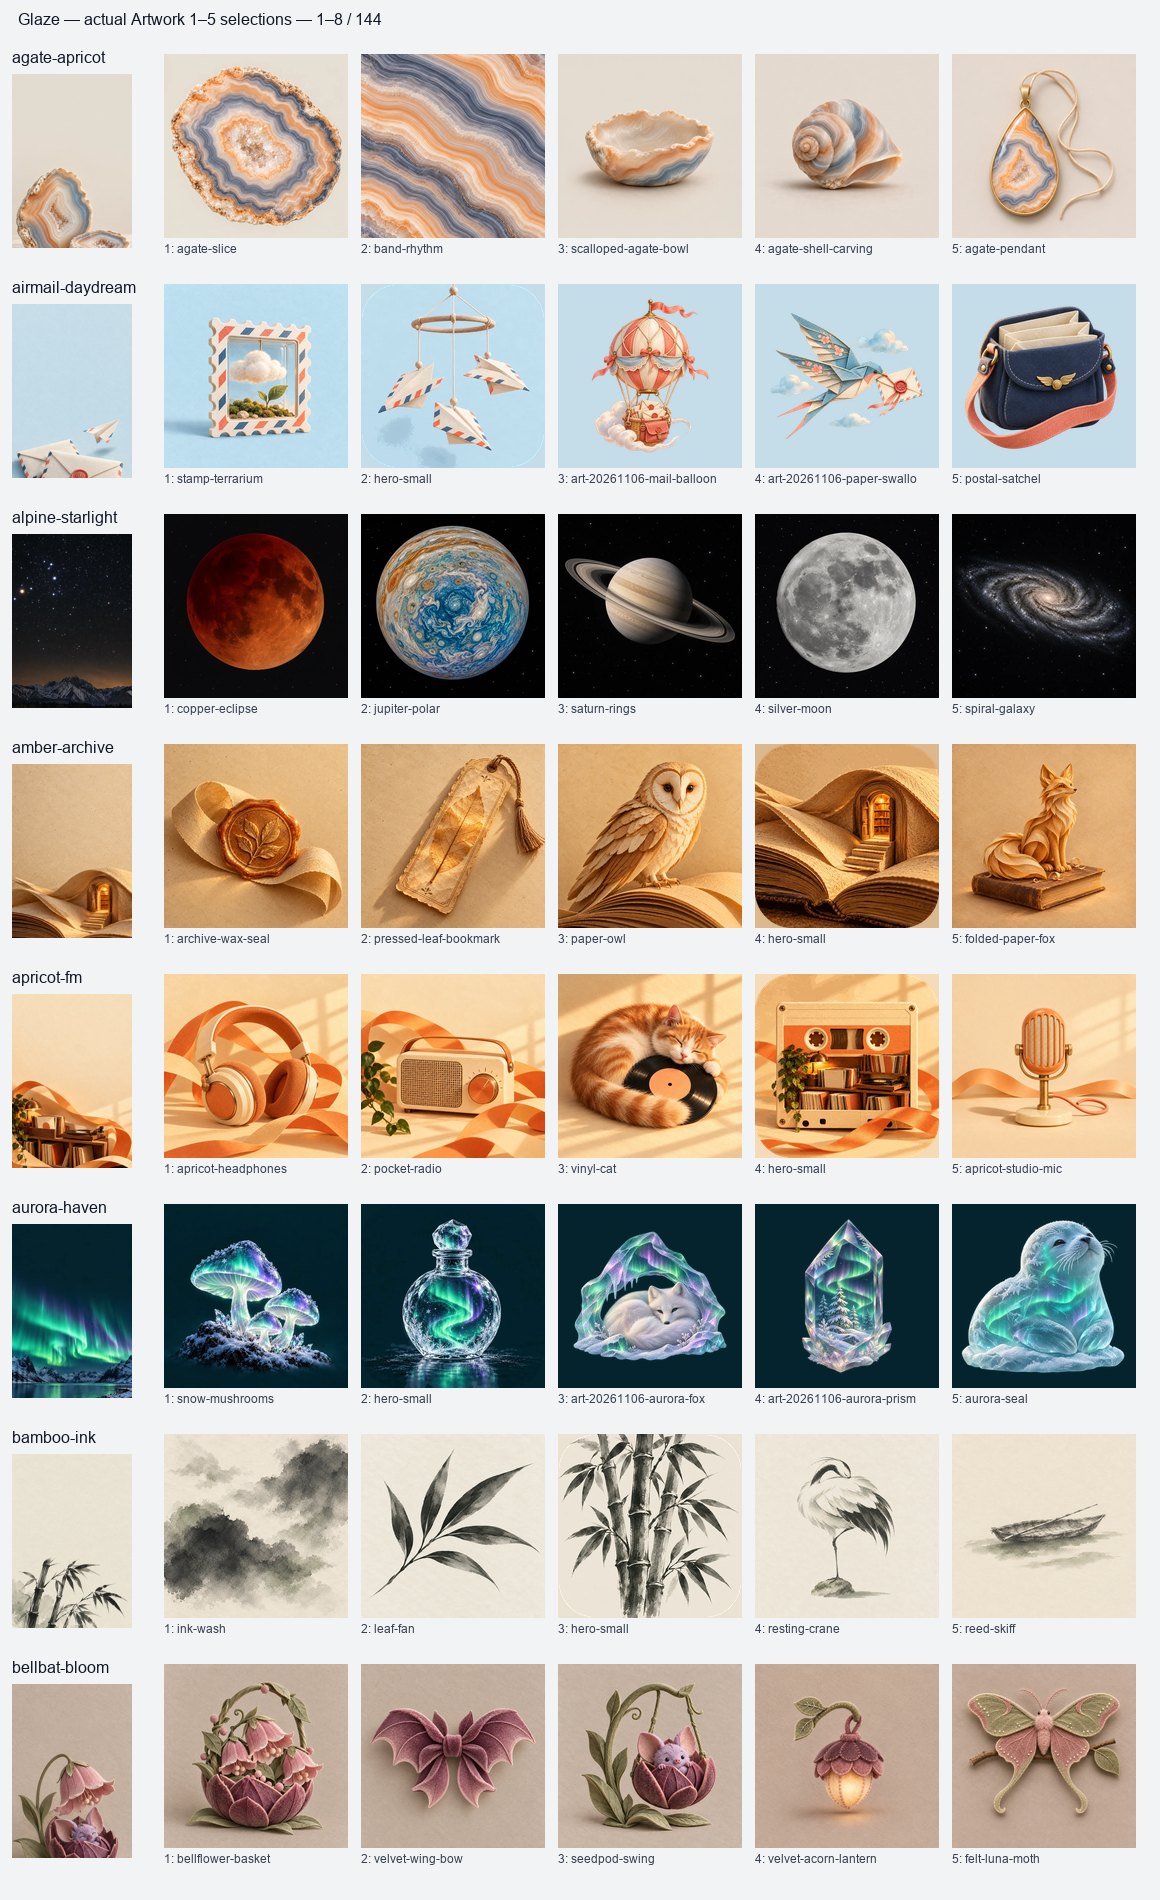 Glaze — actual Artwork 1–5 selections — 1–8 / 144
agate-apricot
1: agate-slice
2: band-rhythm
3: scalloped-agate-bowl
4: agate-shell-carving
5: agate-pendant
airmail-daydream
1: stamp-terrarium
2: hero-small
3: art-20261106-mail-balloon
4: art-20261106-paper-swallo
5: postal-satchel
alpine-starlight
1: copper-eclipse
2: jupiter-polar
3: saturn-rings
4: silver-moon
5: spiral-galaxy
amber-archive
1: archive-wax-seal
2: pressed-leaf-bookmark
3: paper-owl
4: hero-small
5: folded-paper-fox
apricot-fm
1: apricot-headphones
2: pocket-radio
3: vinyl-cat
4: hero-small
5: apricot-studio-mic
aurora-haven
1: snow-mushrooms
2: hero-small
3: art-20261106-aurora-fox
4: art-20261106-aurora-prism
5: aurora-seal
bamboo-ink
1: ink-wash
2: leaf-fan
3: hero-small
4: resting-crane
5: reed-skiff
bellbat-bloom
1: bellflower-basket
2: velvet-wing-bow
3: seedpod-swing
4: velvet-acorn-lantern
5: felt-luna-moth